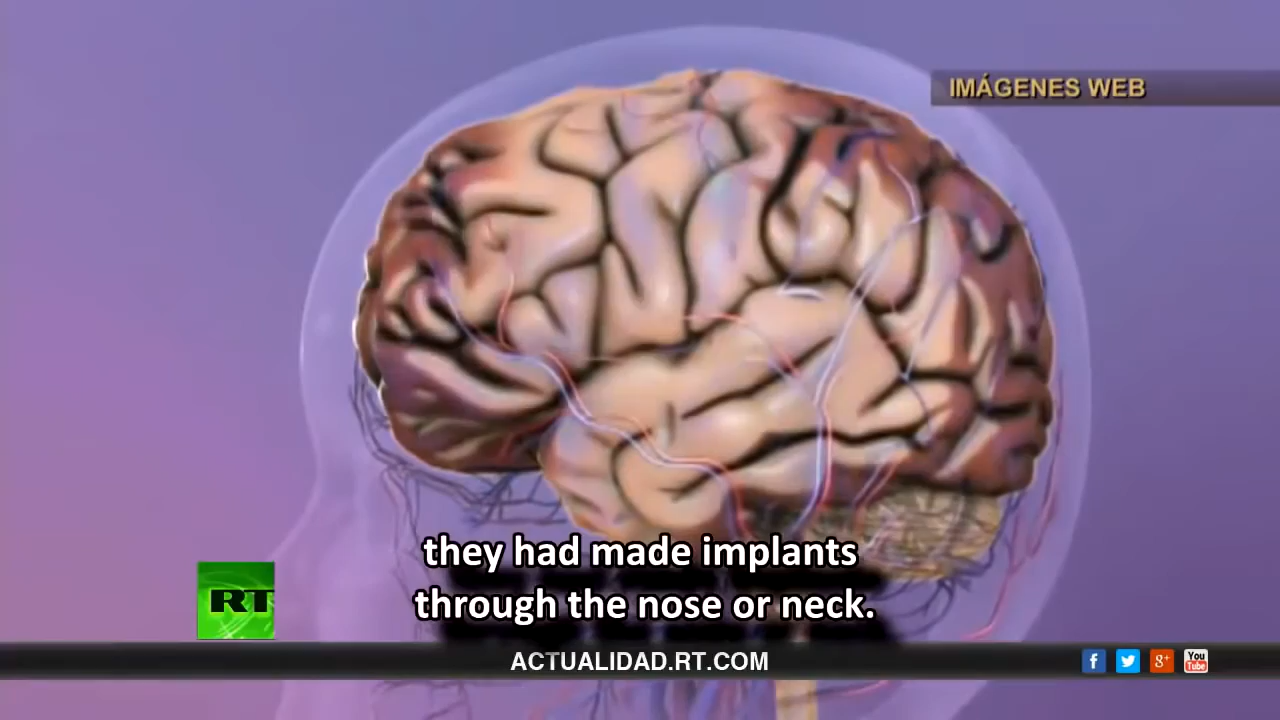 IMÁGENES WEB
they had made implants
through the nose or neck.
RT
ACTUALIDAD.RT.COM
f
g+
You
Tube